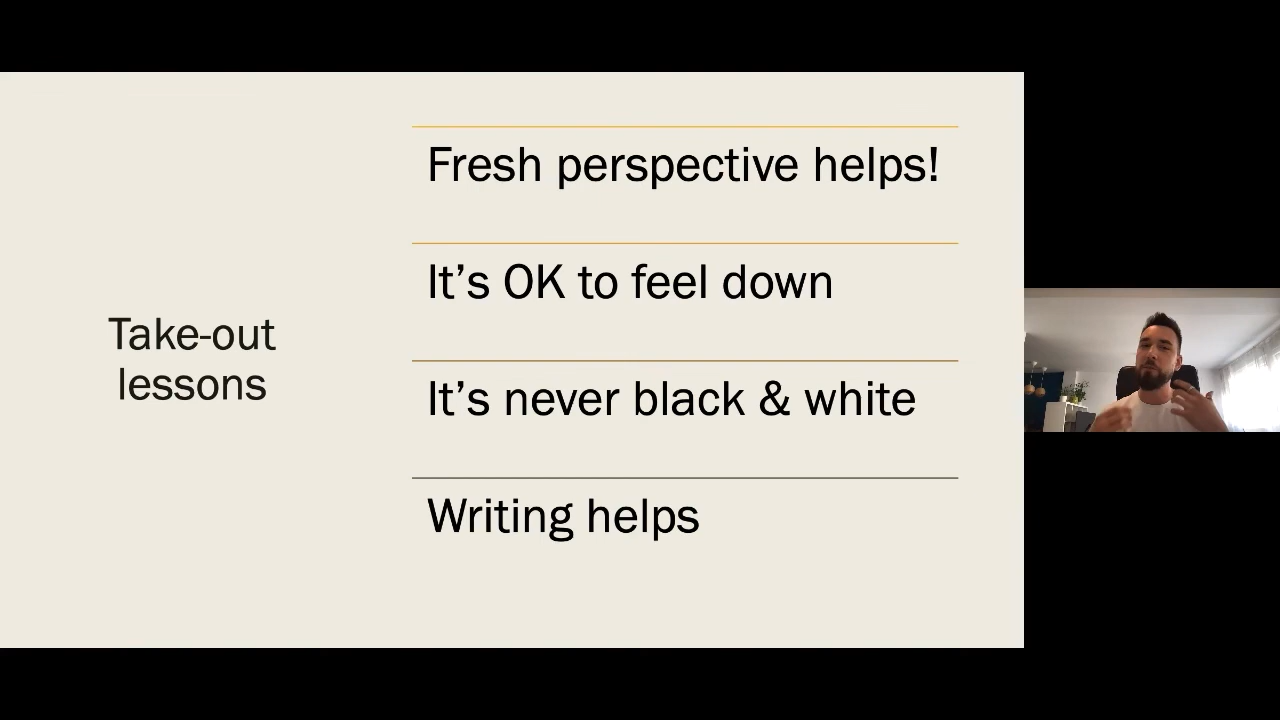 Take-out
lessons
Fresh perspective helps!
It’s OK to feel down
It’s never black & white
Writing helps